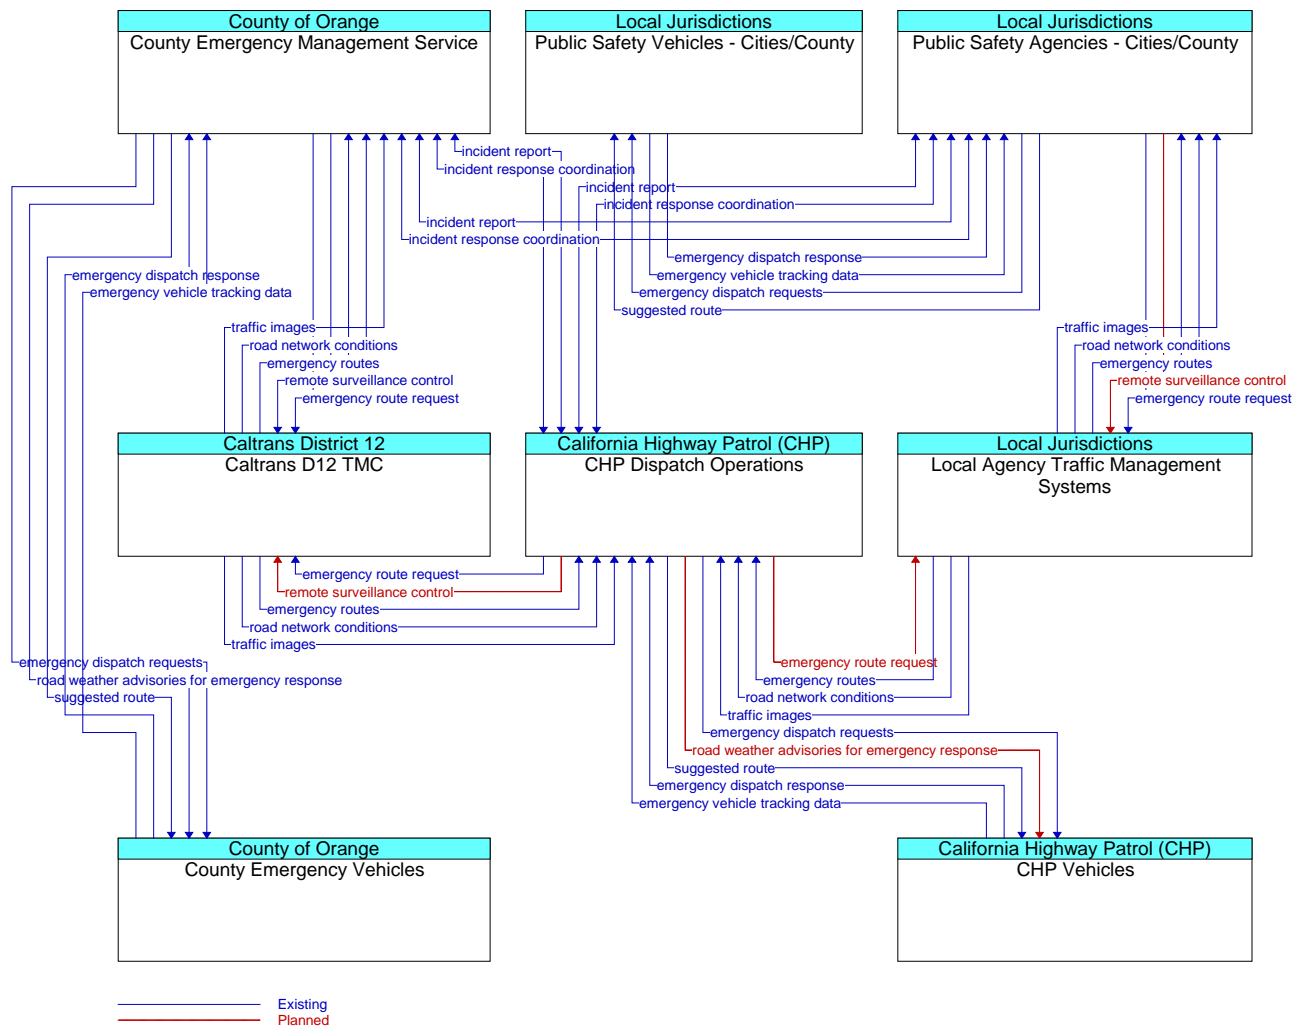 County of Orange
County Emergency Management Service
Local Jurisdictions
Public Safety Vehicles - Cities/County
Local Jurisdictions
Public Safety Agencies - Cities/County
incident report
incident response coordination
incident report
incident response coordination
incident report
incident response coordination
emergency dispatch response
emergency vehicle tracking data
emergency dispatch requests
suggested route
emergency dispatch response
emergency vehicle tracking data
traffic images
road network conditions
emergency routes
remote surveillance control
emergency route request
traffic images
road network conditions
emergency routes
remote surveillance control
emergency route request
Caltrans District 12
Caltrans D12 TMC
California Highway Patrol (CHP)
CHP Dispatch Operations
Local Jurisdictions
Local Agency Traffic Management
Systems
emergency route request
remote surveillance control
emergency routes
road network conditions
traffic images
emergency dispatch requests
road weather advisories for emergency response
suggested route
emergency route request
emergency routes
road network conditions
traffic images
emergency dispatch requests
road weather advisories for emergency response
suggested route
emergency dispatch response
emergency vehicle tracking data
County of Orange
County Emergency Vehicles
California Highway Patrol (CHP)
CHP Vehicles
Existing
Planned